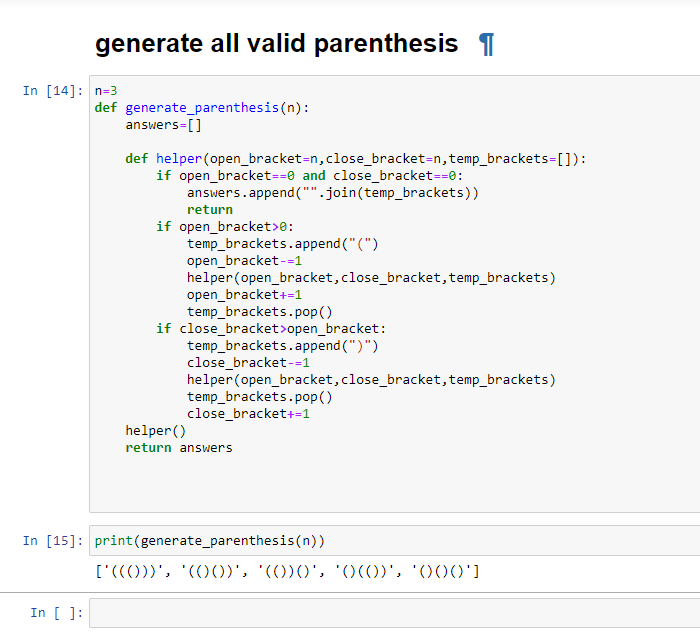 generate all valid parenthesis ¶
In [14]: n=3
def generate_parenthesis(n):
    answers=[]

    def helper(open_bracket=n,close_bracket=n,temp_brackets=[]):
        if open_bracket==0 and close_bracket==0:
            answers.append("".join(temp_brackets))
            return
        if open_bracket>0:
            temp_brackets.append("(")
            open_bracket-=1
            helper(open_bracket,close_bracket,temp_brackets)
            open_bracket+=1
            temp_brackets.pop()
        if close_bracket>open_bracket:
            temp_brackets.append(")")
            close_bracket-=1
            helper(open_bracket,close_bracket,temp_brackets)
            temp_brackets.pop()
            close_bracket+=1
    helper()
    return answers
In [15]: print(generate_parenthesis(n))
['((()))', '(()())', '(())()', '()(())', '()()()']
In [ ]: